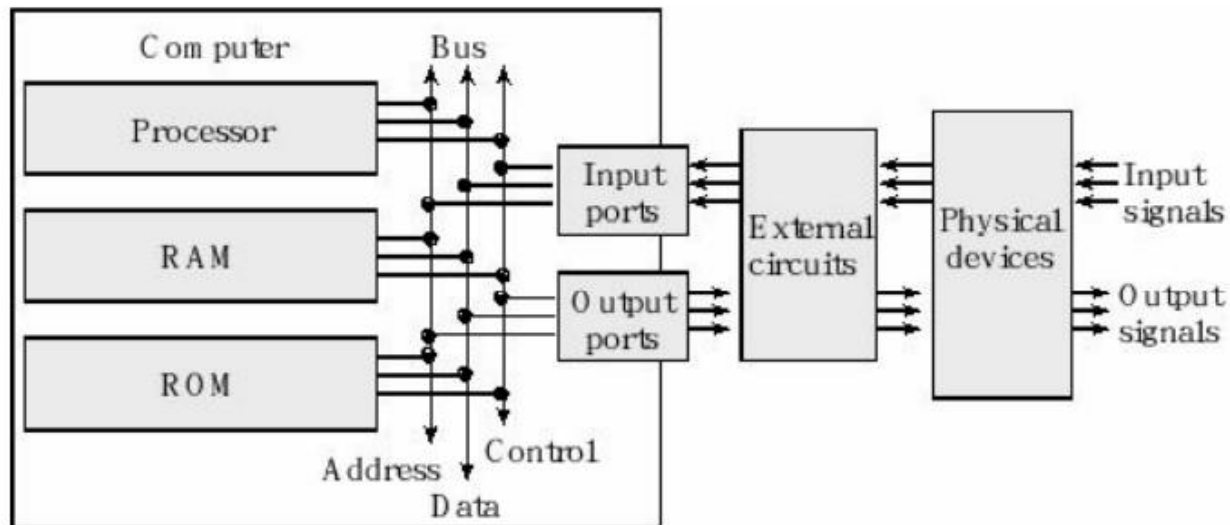 Computer
Bus
Processor
RAM
ROM
Address
Data
Control
Input
ports
Output
ports
External
circuits
Physical
devices
Input
signals
Output
signals